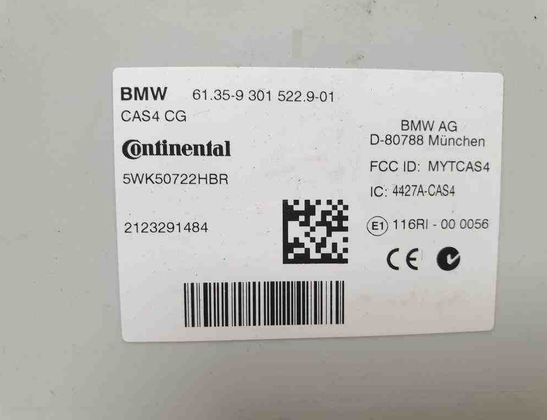 BMW 61.35-9 301 522.9-01
CAS4 CG
Continental
5WK50722HBR
2123291484
BMW AG
D-80788 München
FCC ID: MYTCAS4
IC: 4427A-CAS4
E1 116RI - 00 0056
CE